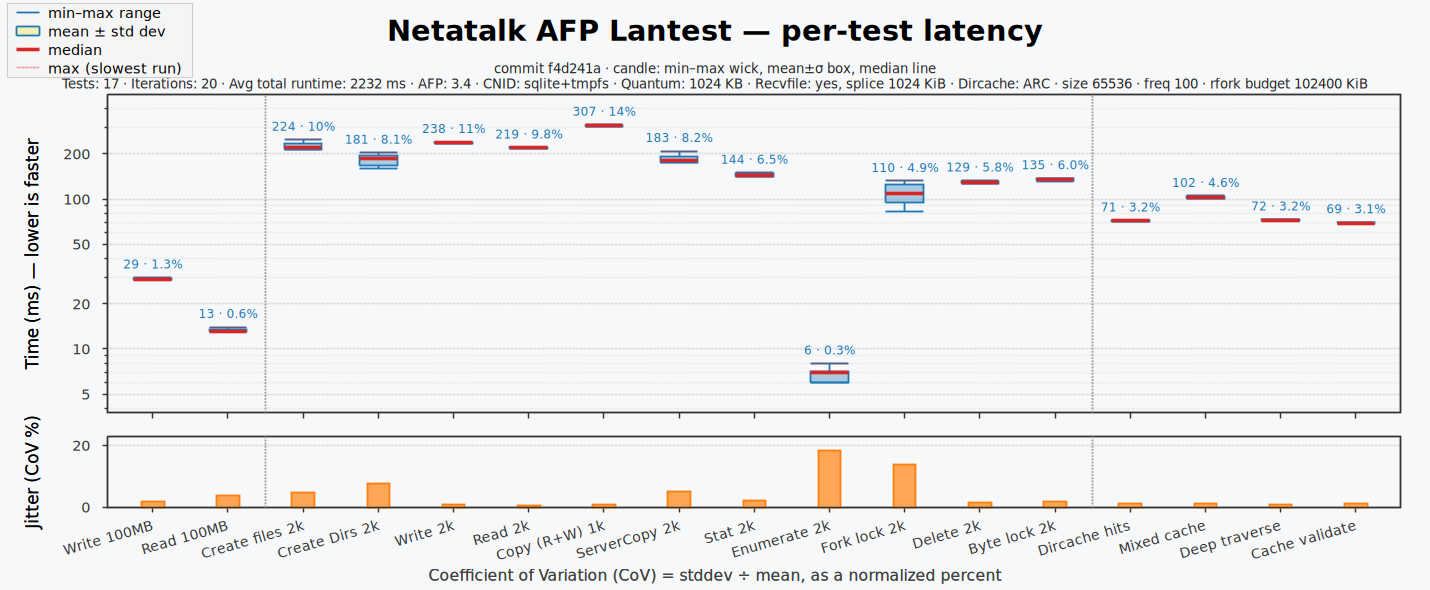 min–max range
mean ± std dev
median
max (slowest run)
Netatalk AFP Lantest — per-test latency
commit f4d241a · candle: min–max wick, mean±σ box, median line
Tests: 17 · Iterations: 20 · Avg total runtime: 2232 ms · AFP: 3.4 · CNID: sqlite+tmpfs · Quantum: 1024 KB · Recvfile: yes, splice 1024 KiB · Dircache: ARC · size 65536 · freq 100 · rfork budget 102400 KiB
Time (ms) — lower is faster
200
100
50
20
10
5
29 · 1.3%
13 · 0.6%
224 · 10%
181 · 8.1%
238 · 11%
219 · 9.8%
307 · 14%
183 · 8.2%
144 · 6.5%
6 · 0.3%
110 · 4.9%
129 · 5.8%
135 · 6.0%
71 · 3.2%
102 · 4.6%
72 · 3.2%
69 · 3.1%
Jitter (CoV %)
20
0
Write 100MB
Read 100MB
Create files 2k
Create Dirs 2k
Write 2k
Read 2k
Copy (R+W) 1k
ServerCopy 2k
Stat 2k
Enumerate 2k
Fork lock 2k
Delete 2k
Byte lock 2k
Dircache hits
Mixed cache
Deep traverse
Cache validate
Coefficient of Variation (CoV) = stddev ÷ mean, as a normalized percent